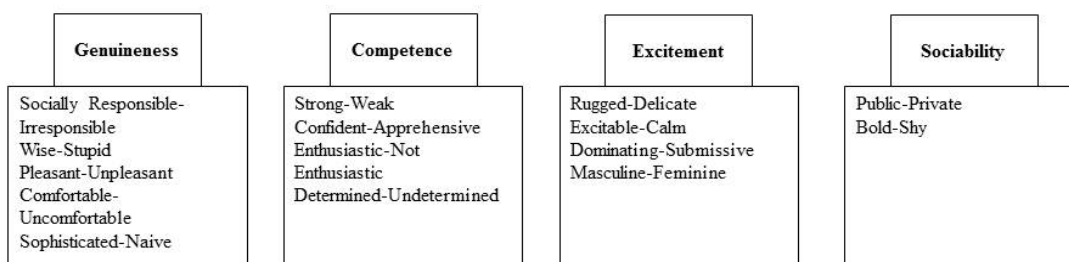 Genuineness
Socially Responsible-
Irresponsible
Wise-Stupid
Pleasant-Unpleasant
Comfortable-
Uncomfortable
Sophisticated-Naive
Competence
Strong-Weak
Confident-Apprehensive
Enthusiastic-Not
Enthusiastic
Determined-Undetermined
Excitement
Rugged-Delicate
Excitable-Calm
Dominating-Submissive
Masculine-Feminine
Sociability
Public-Private
Bold-Shy